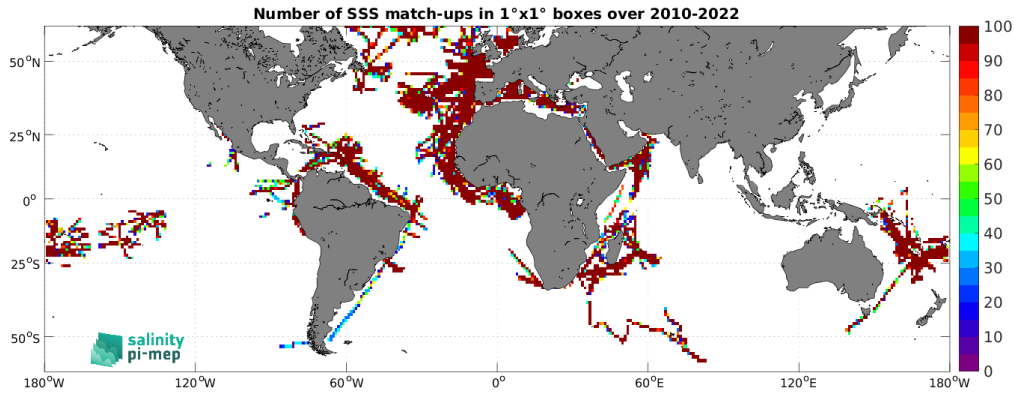 Number of SSS match-ups in 1°x1° boxes over 2010-2022
100
90
80
70
60
50
40
30
20
10
0
50°N
25°N
0°
25°S
50°S
salinity
pi-mep
180°W
120°W
60°W
0°
60°E
120°E
180°W